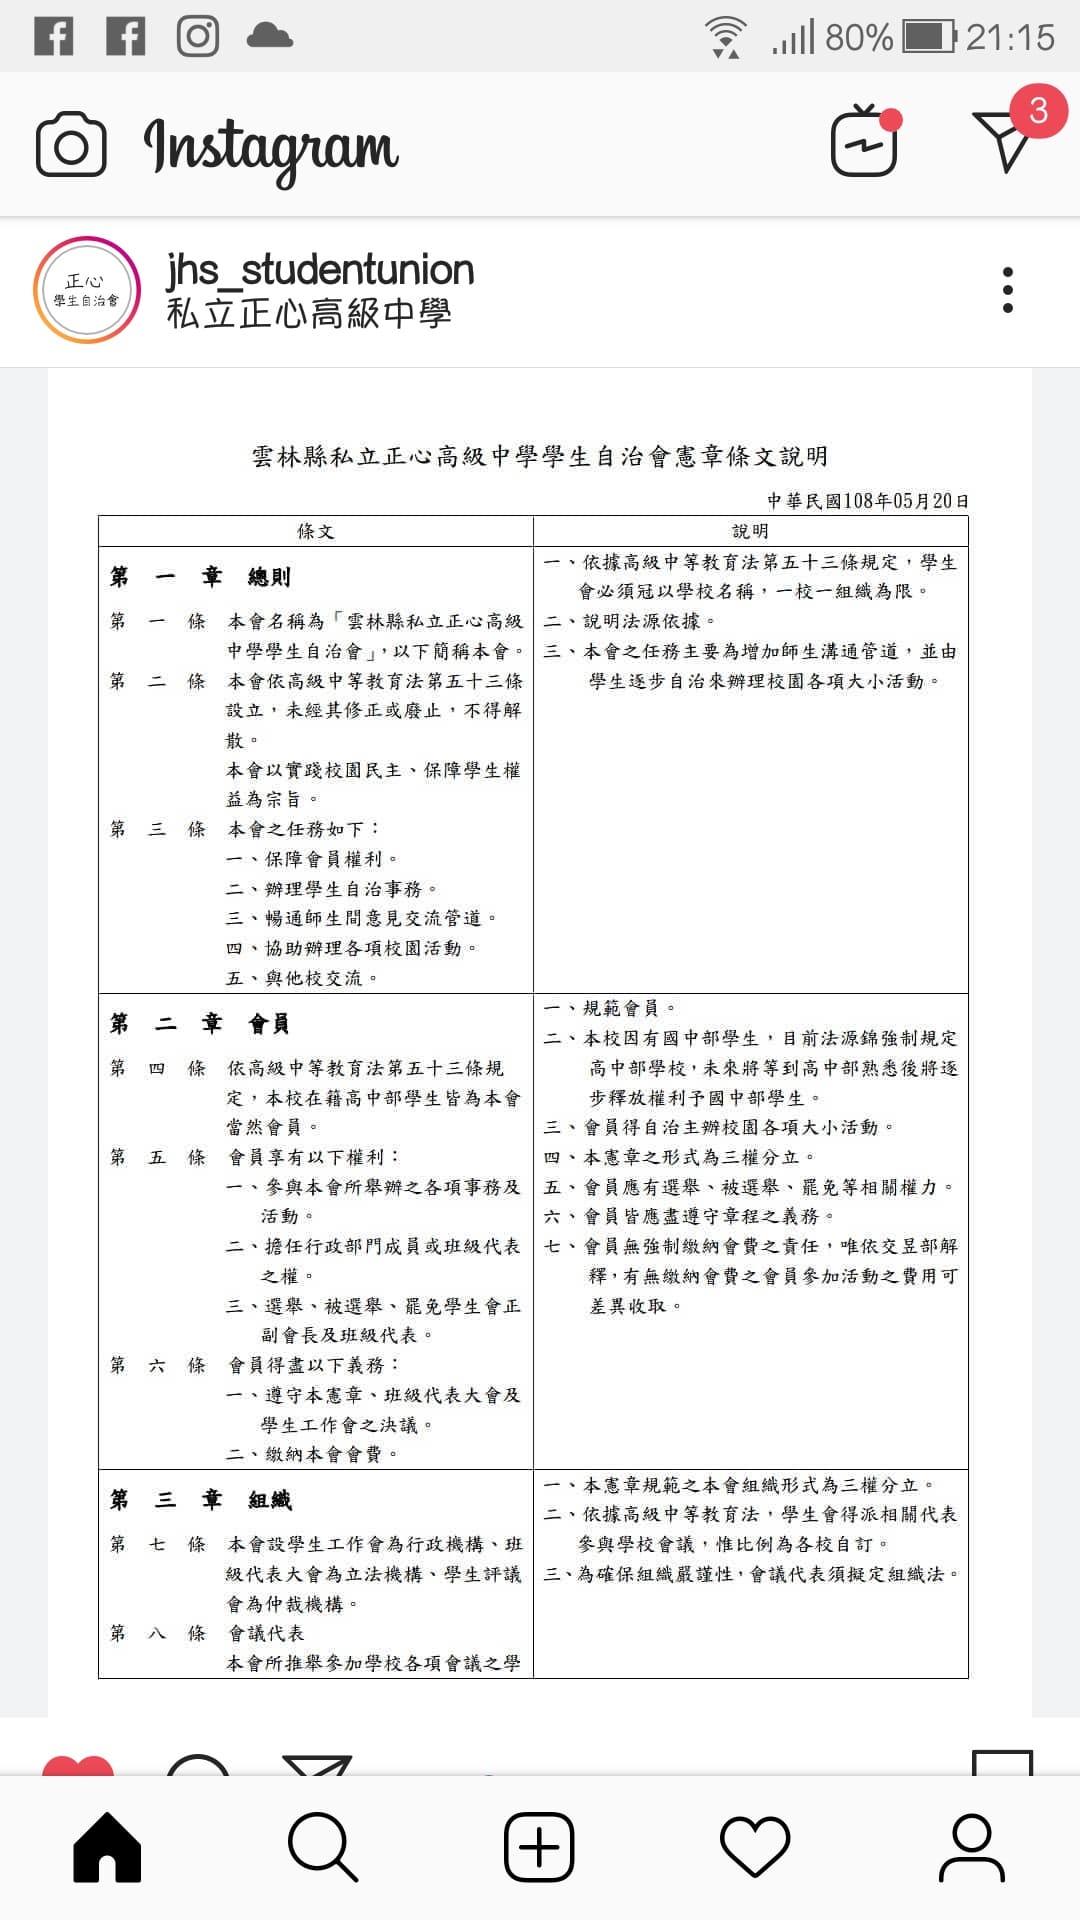 80% 21:15
Instagram
3
正心
學生自治會
jhs_studentunion
私立正心高級中學
雲林縣私立正心高級中學學生自治會憲章條文說明
中華民國108年05月20日
條文
說明
第一章 總則
第一條 本會名稱為「雲林縣私立正心高級
中學學生自治會」,以下簡稱本會。
第二條 本會依高級中等教育法第五十三條
設立,未經其修正或廢止,不得解
散。
本會以實踐校園民主、保障學生權
益為宗旨。
第三條 本會之任務如下:
一、保障會員權利。
二、辦理學生自治事務。
三、暢通師生間意見交流管道。
四、協助辦理各項校園活動。
五、與他校交流。
一、依據高級中等教育法第五十三條規定,學生
會必須冠以學校名稱,一校一組織為限。
二、說明法源依據。
三、本會之任務主要為增加師生溝通管道,並由
學生逐步自治來辦理校園各項大小活動。
第二章 會員
第四條 依高級中等教育法第五十三條規
定,本校在籍高中部學生皆為本會
當然會員。
第五條 會員享有以下權利:
一、參與本會所舉辦之各項事務及
活動。
二、擔任行政部門成員或班級代表
之權。
三、選舉、被選舉、罷免學生會正
副會長及班級代表。
第六條 會員得盡以下義務:
一、遵守本憲章、班級代表大會及
學生工作會之決議。
二、繳納本會會費。
一、規範會員。
二、本校因有國中部學生,目前法源錦強制規定
高中部學校,未來將等到高中部熟悉後將逐
步釋放權利予國中部學生。
三、會員得自治主辦校園各項大小活動。
四、本憲章之形式為三權分立。
五、會員應有選舉、被選舉、罷免等相關權力。
六、會員皆應盡遵守章程之義務。
七、會員無強制繳納會費之責任,唯依交昱部解
釋,有無繳納會費之會員參加活動之費用可
差異收取。
第三章 組織
第七條 本會設學生工作會為行政機構、班
級代表大會為立法機構、學生評議
會為仲裁機構。
第八條 會議代表
本會所推舉參加學校各項會議之學
一、本憲章規範之本會組織形式為三權分立。
二、依據高級中等教育法,學生會得派相關代表
參與學校會議,惟比例為各校自訂。
三、為確保組織嚴謹性,會議代表須擬定組織法。